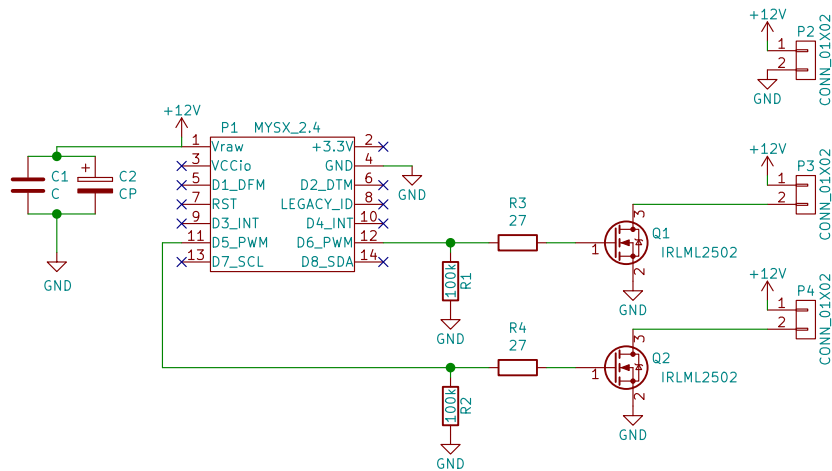 +12V
P2
1
2
CONN_01X02
GND
+12V
P1 MYSX_2.4
1 Vraw +3.3V 2
3 VCCio GND 4
5 D1_DFM D2_DTM 6
7 RST LEGACY_ID 8
9 D3_INT D4_INT 10
11 D5_PWM D6_PWM 12
13 D7_SCL D8_SDA 14
GND
+
C1
C
C2
CP
GND
+12V
P3
1
2
CONN_01X02
R3
27
100k
R1
GND
3
1
2
Q1
IRLML2502
GND
+12V
P4
1
2
CONN_01X02
R4
27
100k
R2
GND
3
1
2
Q2
IRLML2502
GND